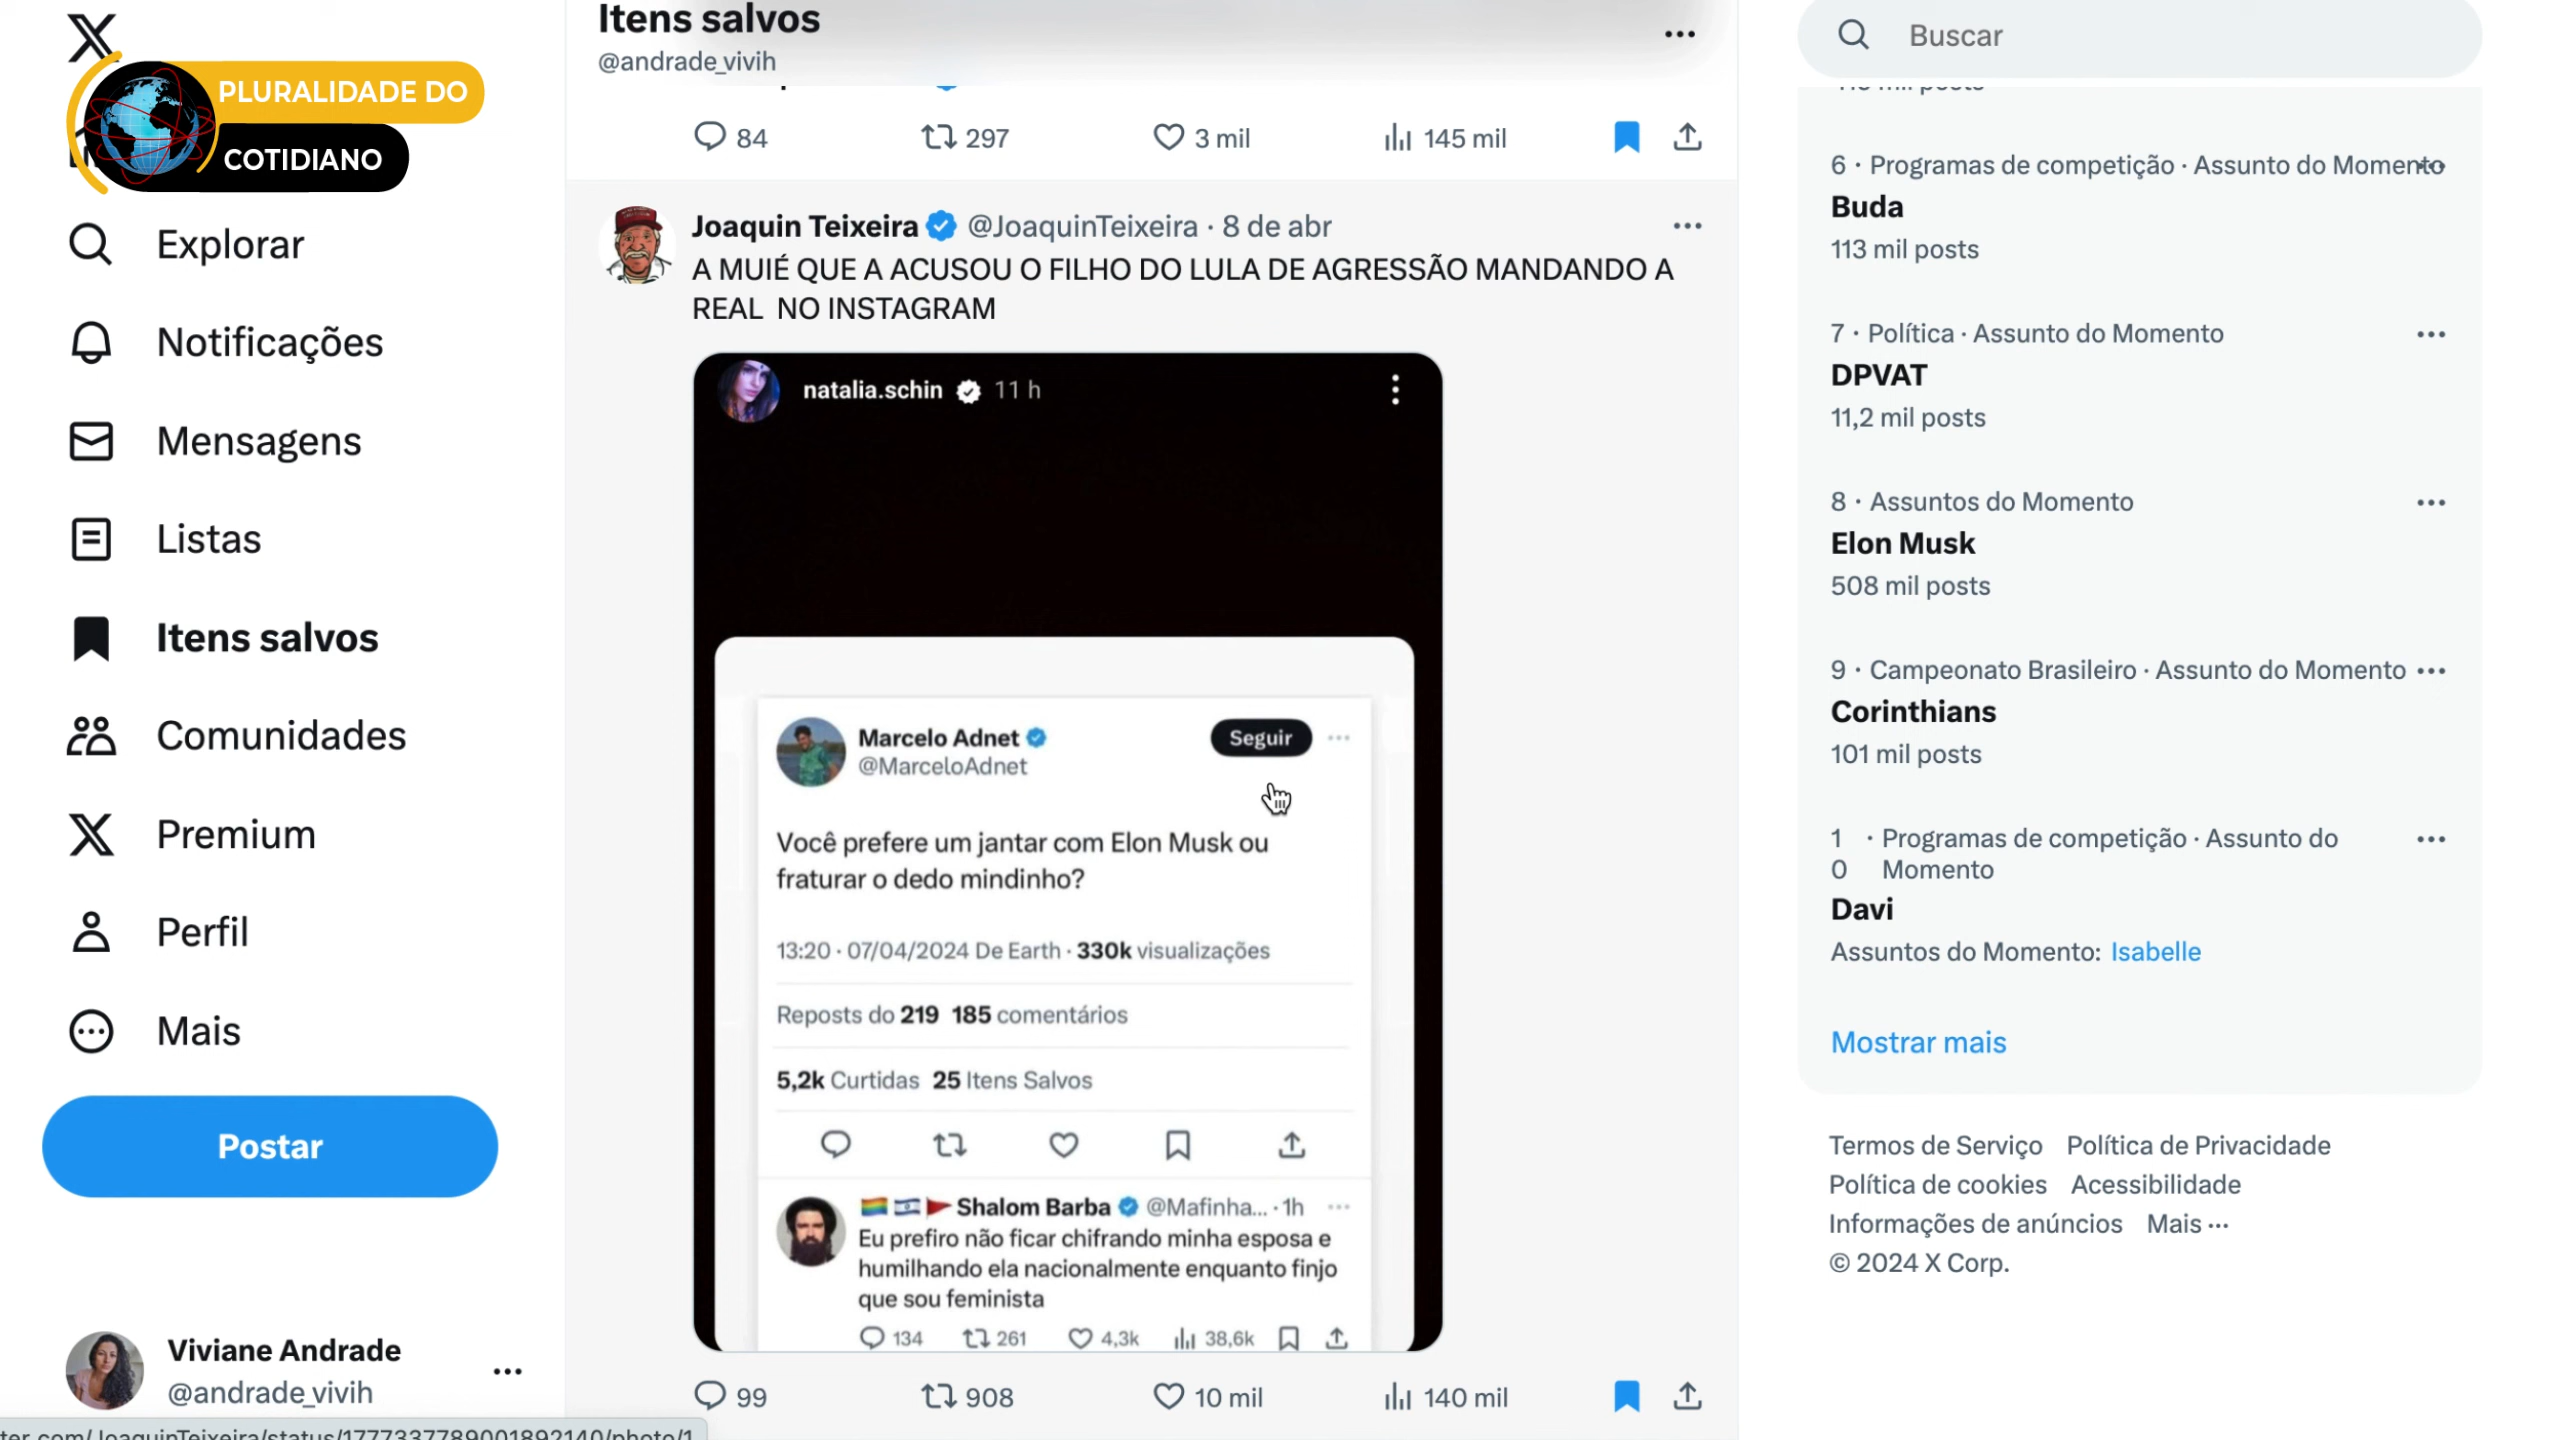 PLURALIDADE DO
COTIDIANO
Explorar
Notificações
Mensagens
Listas
Itens salvos
Comunidades
Premium
Perfil
Mais
Postar
Viviane Andrade
@andrade_vivih
Itens salvos
@andrade_vivih
84 297 3 mil 145 mil
Joaquin Teixeira @JoaquinTeixeira · 8 de abr
A MUIÉ QUE A ACUSOU O FILHO DO LULA DE AGRESSÃO MANDANDO A
REAL NO INSTAGRAM
natalia.schin 11 h
Marcelo Adnet
@MarceloAdnet
Seguir
Você prefere um jantar com Elon Musk ou
fraturar o dedo mindinho?
13:20 · 07/04/2024 De Earth · 330k visualizações
Reposts do 219 185 comentários
5,2k Curtidas 25 Itens Salvos
Shalom Barba @Mafinha... · 1h
Eu prefiro não ficar chifrando minha esposa e
humilhando ela nacionalmente enquanto finjo
que sou feminista
134 261 4,3k 38,6k
99 908 10 mil 140 mil
Buscar
6 · Programas de competição · Assunto do Momento
Buda
113 mil posts
7 · Política · Assunto do Momento
DPVAT
11,2 mil posts
8 · Assuntos do Momento
Elon Musk
508 mil posts
9 · Campeonato Brasileiro · Assunto do Momento
Corinthians
101 mil posts
10 · Programas de competição · Assunto do
Momento
Davi
Assuntos do Momento: Isabelle
Mostrar mais
Termos de Serviço Política de Privacidade
Política de cookies Acessibilidade
Informações de anúncios Mais ···
© 2024 X Corp.
ter.com/JoaquinTeixeira/status/1777337789001892140/photo/1